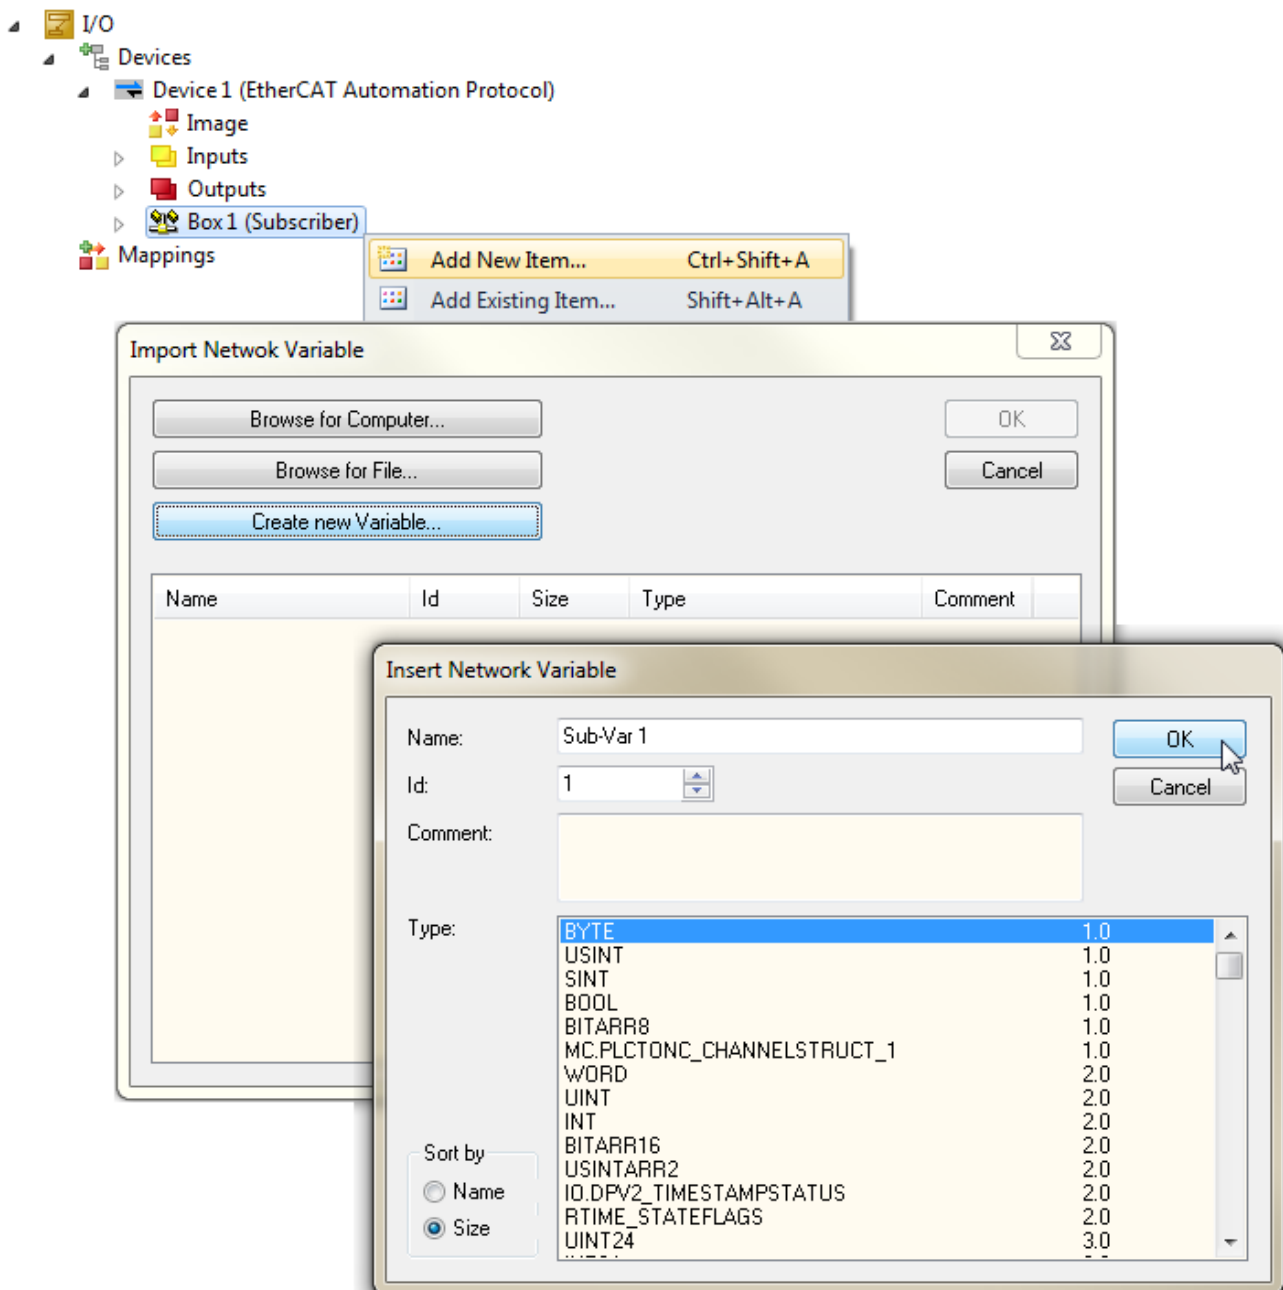 I/O
Devices
Device 1 (EtherCAT Automation Protocol)
Image
Inputs
Outputs
Box 1 (Subscriber)
Mappings
Add New Item... Ctrl+Shift+A
Add Existing Item... Shift+Alt+A
Import Netwok Variable
Browse for Computer... OK
Browse for File... Cancel
Create new Variable...
Name Id Size Type Comment
Insert Network Variable
Name: Sub-Var 1 OK
Id: 1 Cancel
Comment:
Type:
BYTE 1.0
USINT 1.0
SINT 1.0
BOOL 1.0
BITARR8 1.0
MC.PLCTONC_CHANNELSTRUCT_1 1.0
WORD 2.0
UINT 2.0
INT 2.0
BITARR16 2.0
USINTARR2 2.0
IO.DPV2_TIMESTAMPSTATUS 2.0
RTIME_STATEFLAGS 2.0
UINT24 3.0
Sort by
Name
Size